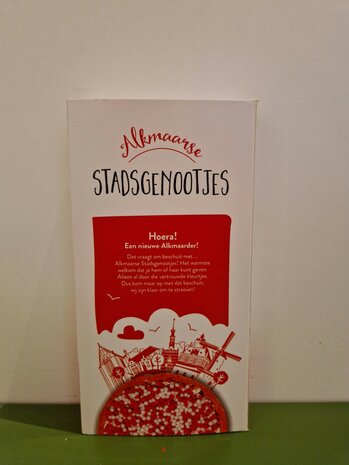 Alkmaarse
STADSGENOOTJES
Hoera!
Een nieuwe Alkmaarder!
Dat vraagt om beschuit met ...
Alkmaarse Stadsgenootjes! Het warmste
welkom dat je hem of haar kunt geven.
Alleen al door die vertrouwde kleurtjes.
Dus kom maar op met dat beschuit,
wij zijn klaar om te strooien!